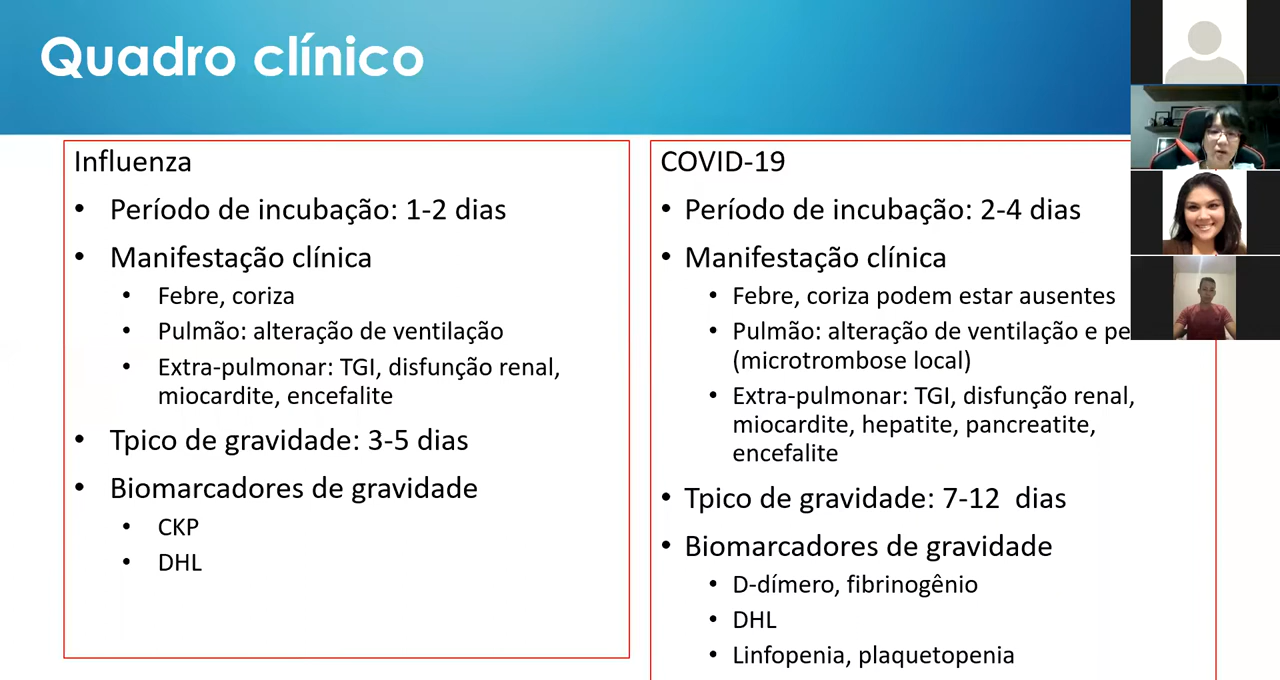 Quadro clínico
Influenza
• Período de incubação: 1-2 dias
• Manifestação clínica
• Febre, coriza
• Pulmão: alteração de ventilação
• Extra-pulmonar: TGI, disfunção renal,
miocardite, encefalite
• Tpico de gravidade: 3-5 dias
• Biomarcadores de gravidade
• CKP
• DHL
COVID-19
• Período de incubação: 2-4 dias
• Manifestação clínica
• Febre, coriza podem estar ausentes
• Pulmão: alteração de ventilação e
(microtrombose local)
• Extra-pulmonar: TGI, disfunção renal,
miocardite, hepatite, pancreatite,
encefalite
• Tpico de gravidade: 7-12 dias
• Biomarcadores de gravidade
• D-dímero, fibrinogênio
• DHL
• Linfopenia, plaquetopenia